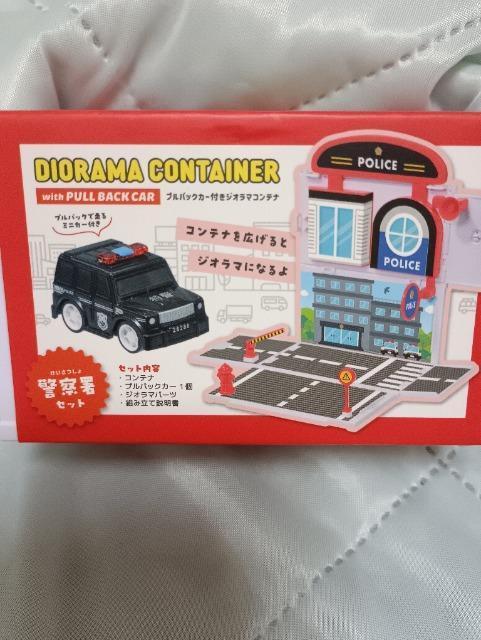 DIORAMA CONTAINER
with PULL BACK CAR
ブルバックカー付きジオラマコンテナ
プルバックで走る
ミニカー付き
コンテナを広げると
ジオラマになるよ
POLICE
POLICE
けいさつしょ
警察署
セット
セット内容
・コンテナ
・プルバックカー 1個
・ジオラマパーツ
・組み立て説明書